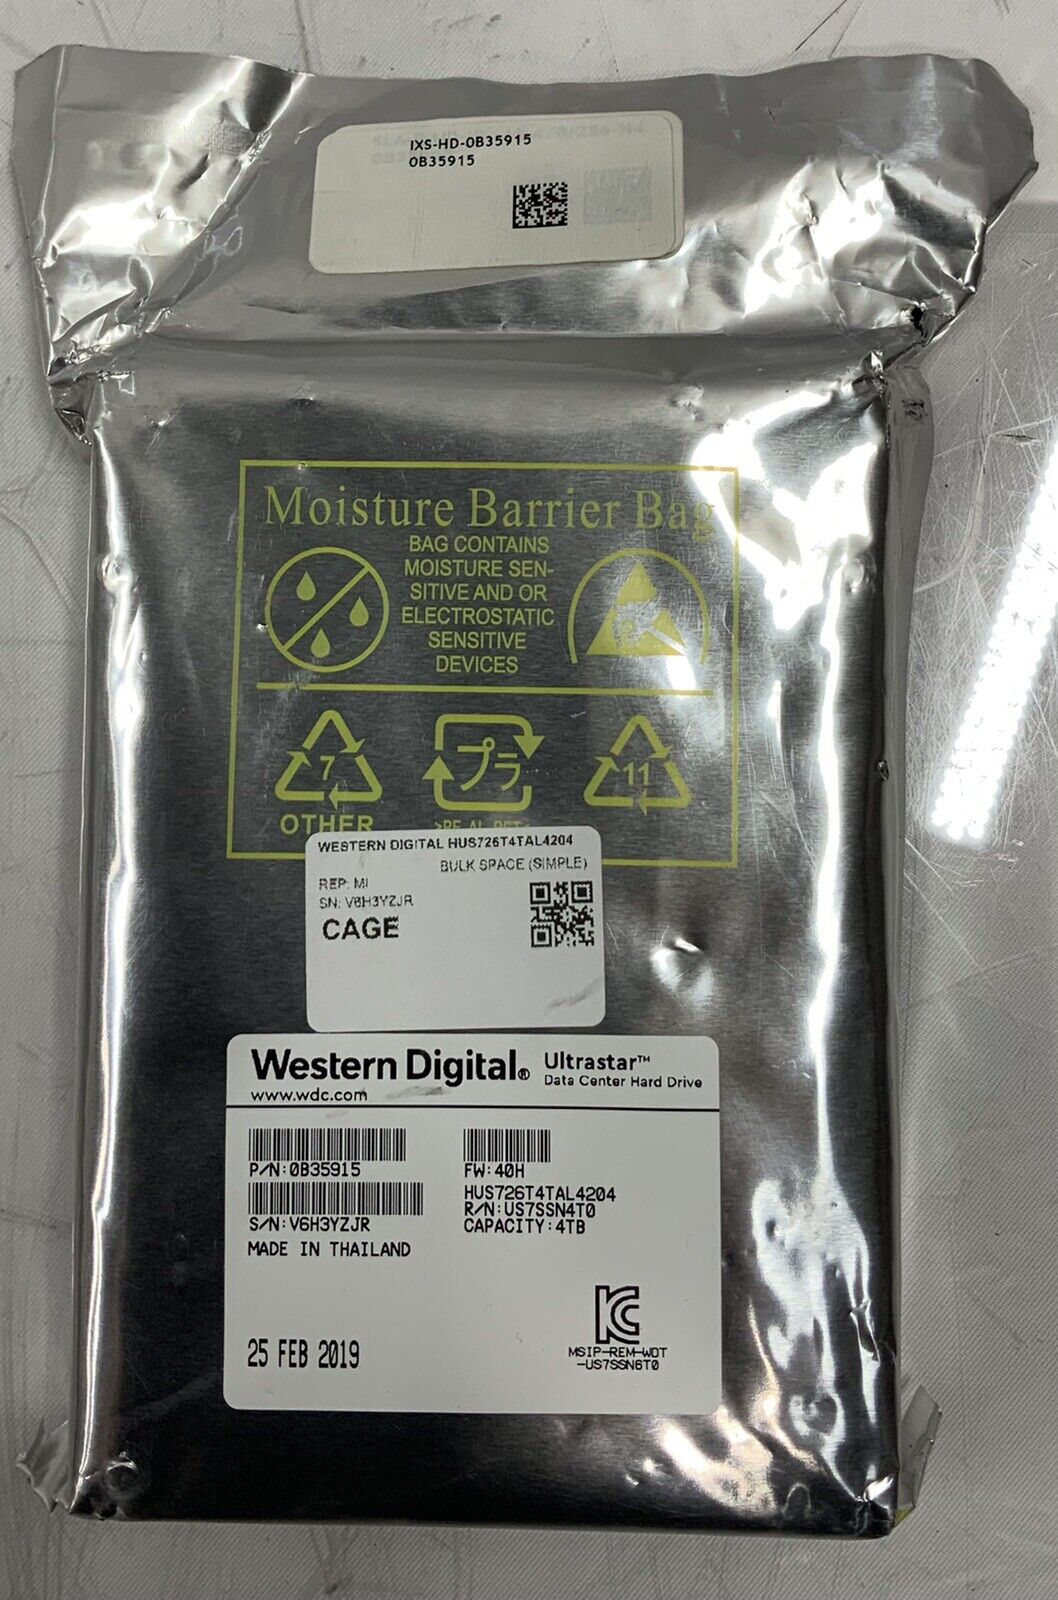 IXS-HD-0B35915
0B35915
Moisture Barrier Bag
BAG CONTAINS
MOISTURE SEN-
SITIVE AND OR
ELECTROSTATIC
SENSITIVE
DEVICES
7
プラ
11
OTHER
WESTERN DIGITAL HUS726T4TAL4204
BULK SPACE (SIMPLE)
REP: MI
SN: V6H3YZJR
CAGE
Western Digital® Ultrastar™
Data Center Hard Drive
www.wdc.com
P/N:0B35915
FW:40H
HUS726T4TAL4204
R/N:US7SSN4T0
CAPACITY:4TB
S/N:V6H3YZJR
MADE IN THAILAND
25 FEB 2019
MSIP-REM-WDT
-US7SSN6T0